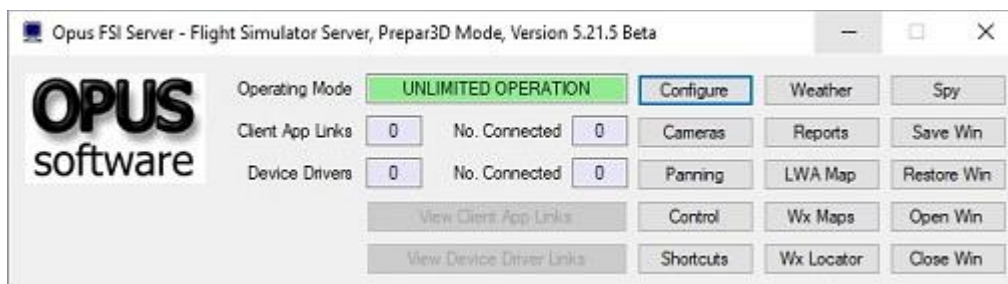 Opus FSI Server - Flight Simulator Server, Prepar3D Mode, Version 5.21.5 Beta
OPUS
software
Operating Mode UNLIMITED OPERATION Configure Weather Spy
Client App Links 0 No. Connected 0 Cameras Reports Save Win
Device Drivers 0 No. Connected 0 Panning LWA Map Restore Win
View Client App Links Control Wx Maps Open Win
View Device Driver Links Shortcuts Wx Locator Close Win